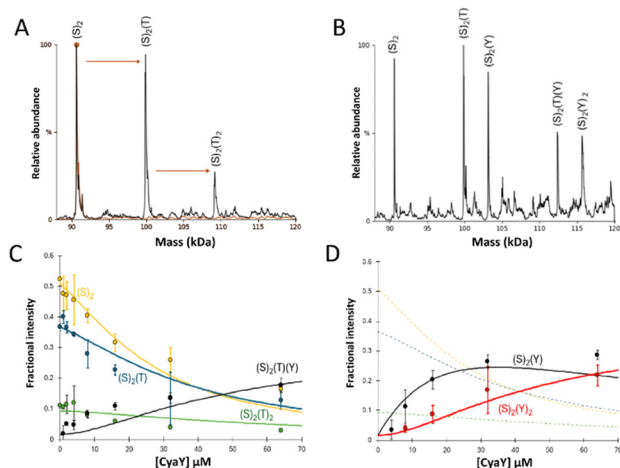 A
(S)₂
(S)₂(T)
(S)₂(T)₂
Relative abundance
100
%
0
90 95 100 105 110 115 120
Mass (kDa)
B
(S)₂
(S)₂(T)
(S)₂(Y)
(S)₂(T)(Y)
(S)₂(Y)₂
Relative abundance
100
%
0
90 95 100 105 110 115 120
Mass (kDa)
C
Fractional intensity
0.6
0.5
0.4
0.3
0.2
0.1
0
(S)₂
(S)₂(T)
(S)₂(T)(Y)
(S)₂(T)₂
0 10 20 30 40 50 60 70
[CyaY] µM
D
Fractional intensity
0.6
0.5
0.4
0.3
0.2
0.1
0
(S)₂(Y)
(S)₂(Y)₂
0 10 20 30 40 50 60 70
[CyaY] µM